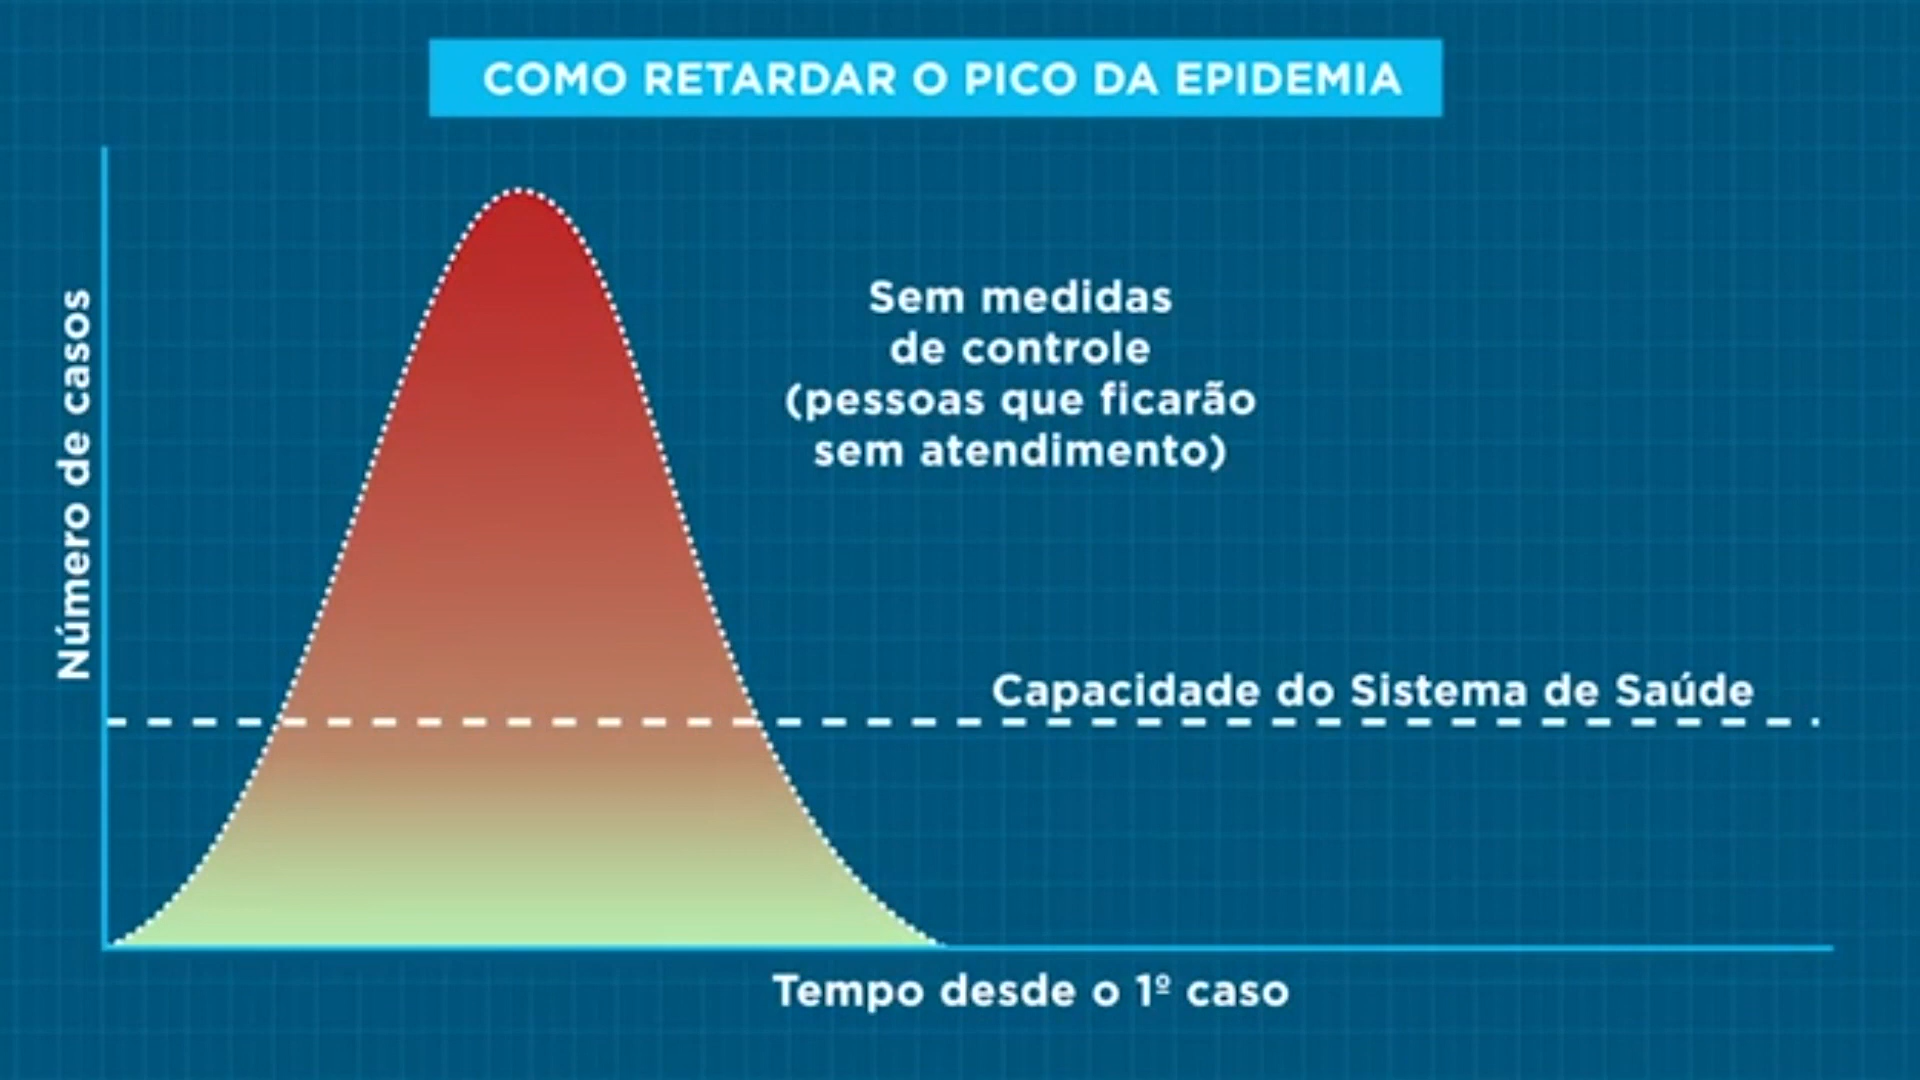 COMO RETARDAR O PICO DA EPIDEMIA
Número de casos
Sem medidas
de controle
(pessoas que ficarão
sem atendimento)
Capacidade do Sistema de Saúde
Tempo desde o 1º caso